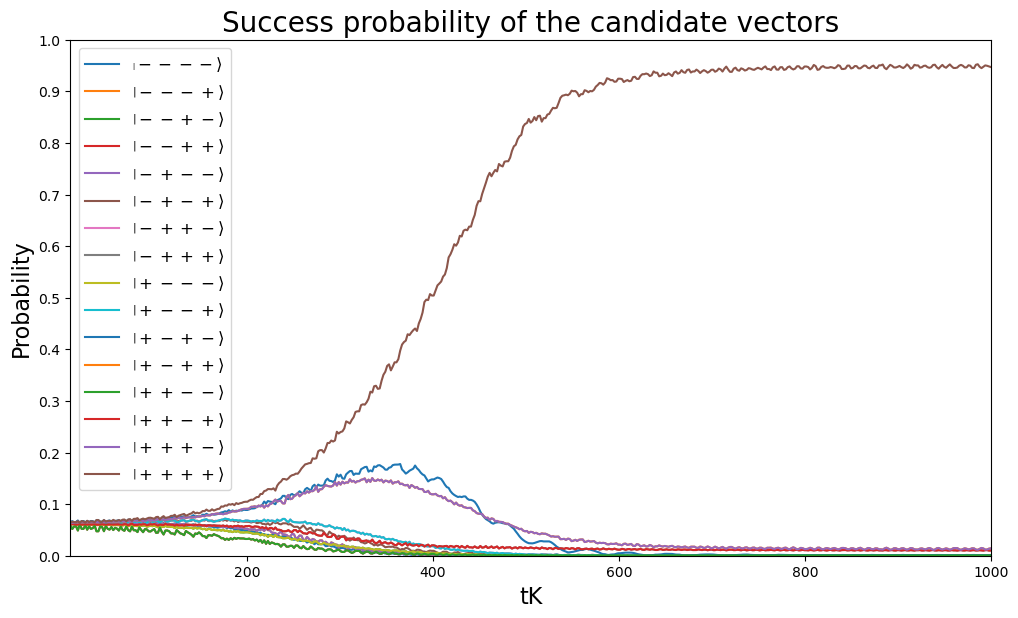 Success probability of the candidate vectors
1.0
0.9
0.8
0.7
0.6
0.5
0.4
0.3
0.2
0.1
0.0
Probability
|− − − −⟩
|− − − +⟩
|− − + −⟩
|− − + +⟩
|− + − −⟩
|− + − +⟩
|− + + −⟩
|− + + +⟩
|+ − − −⟩
|+ − − +⟩
|+ − + −⟩
|+ − + +⟩
|+ + − −⟩
|+ + − +⟩
|+ + + −⟩
|+ + + +⟩
200 400 600 800 1000
tK